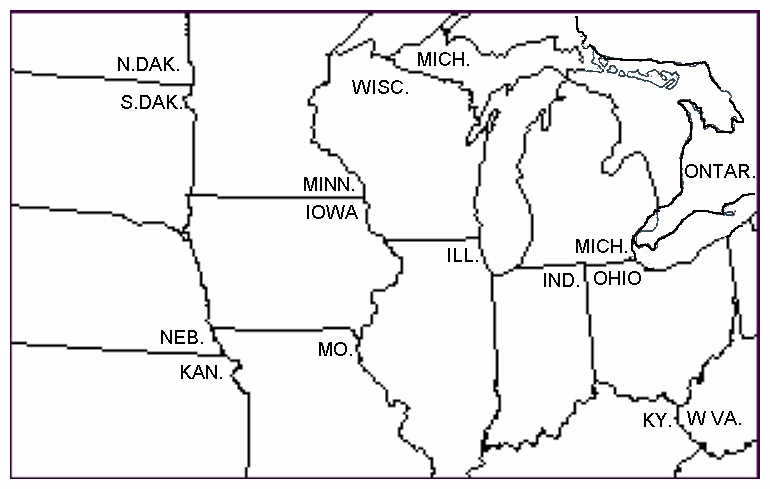 N.DAK.
S.DAK.
MICH.
WISC.
ONTAR.
MINN.
IOWA
MICH.
ILL.
IND.
OHIO
NEB.
MO.
KAN.
KY.
W VA.